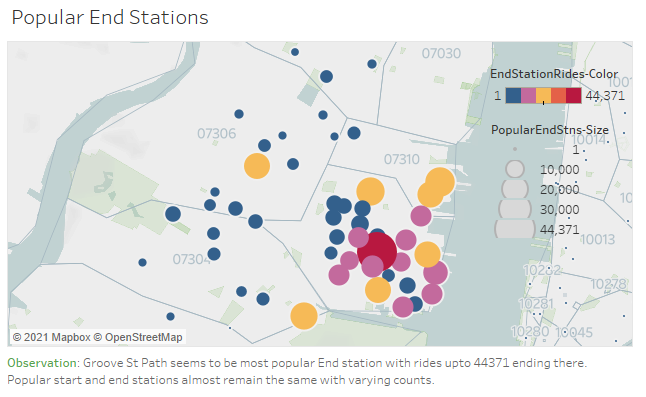 Popular End Stations
07030
EndStationRides-Color
1 44,371
07306
PopularEndStns-Size
1
10014
07310
10,000
20,000
30,000
44,371
10013
07304
10282
10278
10281
10280 10045
© 2021 Mapbox © OpenStreetMap
Observation: Groove St Path seems to be most popular End station with rides upto 44371 ending there.
Popular start and end stations almost remain the same with varying counts.